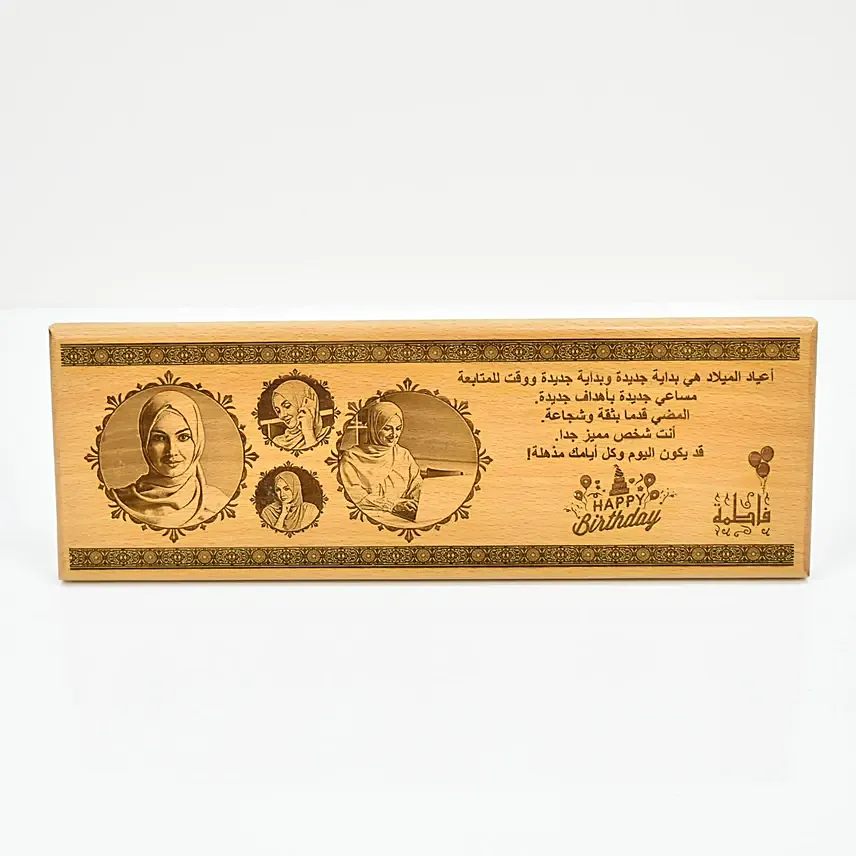 أعياد الميلاد هي بداية جديدة وبداية جديدة ووقت للمتابعة
مساعي جديدة بأهداف جديدة.
المضي قدما بثقة وشجاعة.
أنت شخص مميز جدا.
قد يكون اليوم وكل أيامك مذهلة!
HAPPY
Birthday
فاطمة